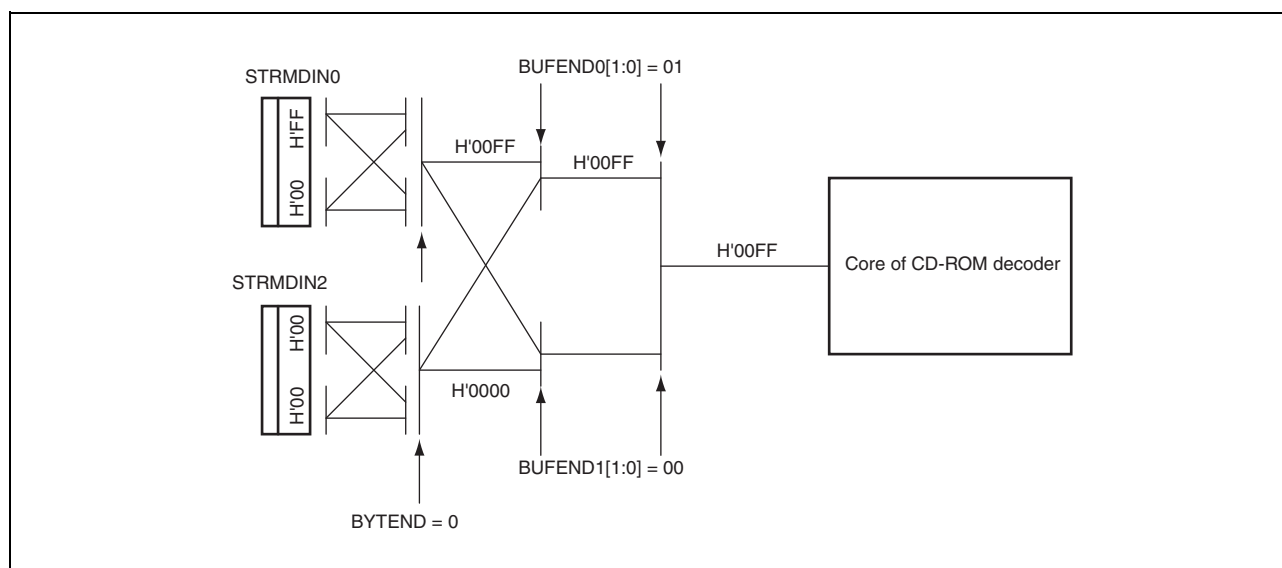 STRMDIN0
BUFEND0[1:0] = 01
H'FF
H'00
H'00FF
H'00FF
H'00FF
Core of CD-ROM decoder
STRMDIN2
H'00
H'00
H'0000
BUFEND1[1:0] = 00
BYTEND = 0